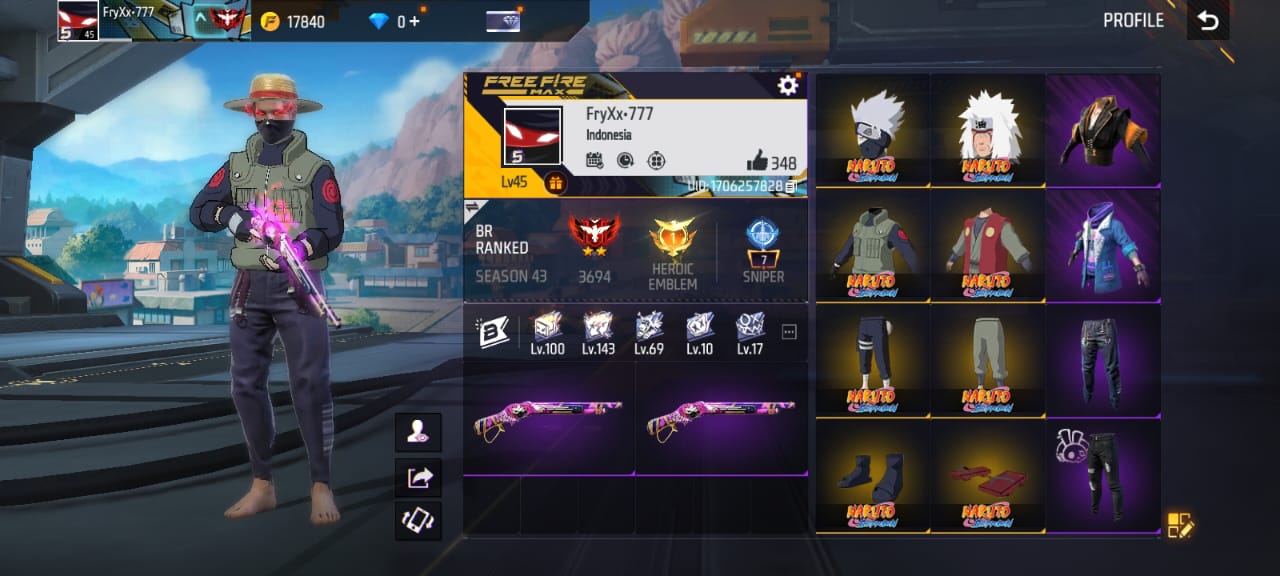 FryXx•777
5 45
17840
0 +
PROFILE
FREE FIRE
MAX
FryXx•777
Indonesia
5
348
Lv45
UID:1706257828
BR
RANKED
SEASON 43
3694
1
HEROIC
EMBLEM
7
SNIPER
B
Lv.100
Lv.143
Lv.69
Lv.10
Lv.17
NARUTO
NARUTO
NARUTO
NARUTO
NARUTO
NARUTO
NARUTO
NARUTO